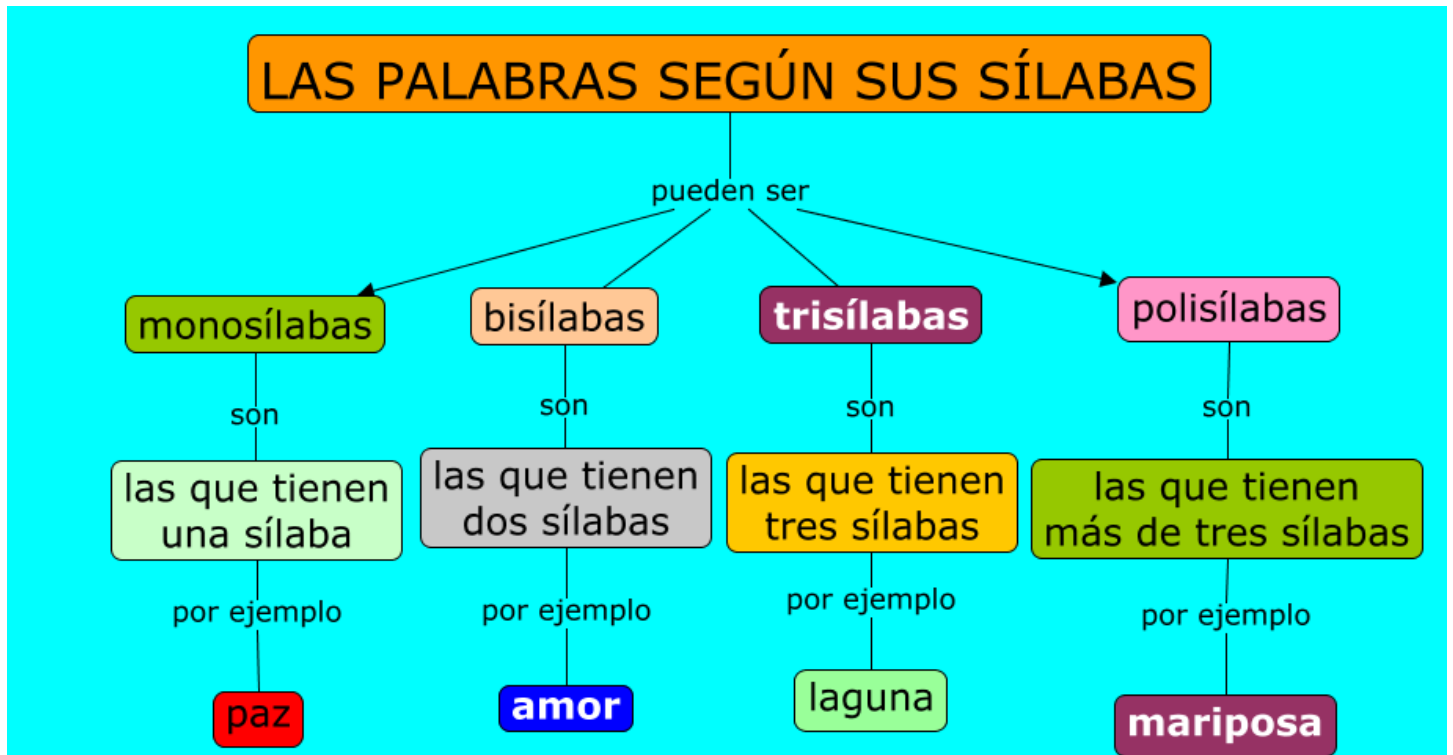 LAS PALABRAS SEGÚN SUS SÍLABAS
pueden ser
monosílabas
bisílabas
trisílabas
polisílabas
son
son
son
son
las que tienen
una sílaba
las que tienen
dos sílabas
las que tienen
tres sílabas
las que tienen
más de tres sílabas
por ejemplo
por ejemplo
por ejemplo
por ejemplo
paz
amor
laguna
mariposa